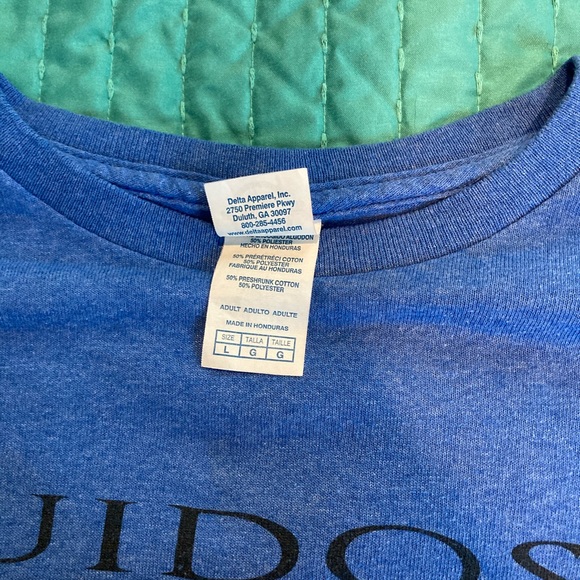 Delta Apparel, Inc.
2750 Premiere Pkwy
Duluth, GA 30097
800-285-4456
www.deltaapparel.com
ALGODON
50% POLIESTER
HECHO EN HONDURAS
50% PRÉRÉTRÉCI COTON
50% POLYESTER
FABRIQUÉ AU HONDURAS
50% PRESHRUNK COTTON
50% POLYESTER
ADULT ADULTO ADULTE
MADE IN HONDURAS
SIZE TALLA TAILLE
L G G
UIDOS